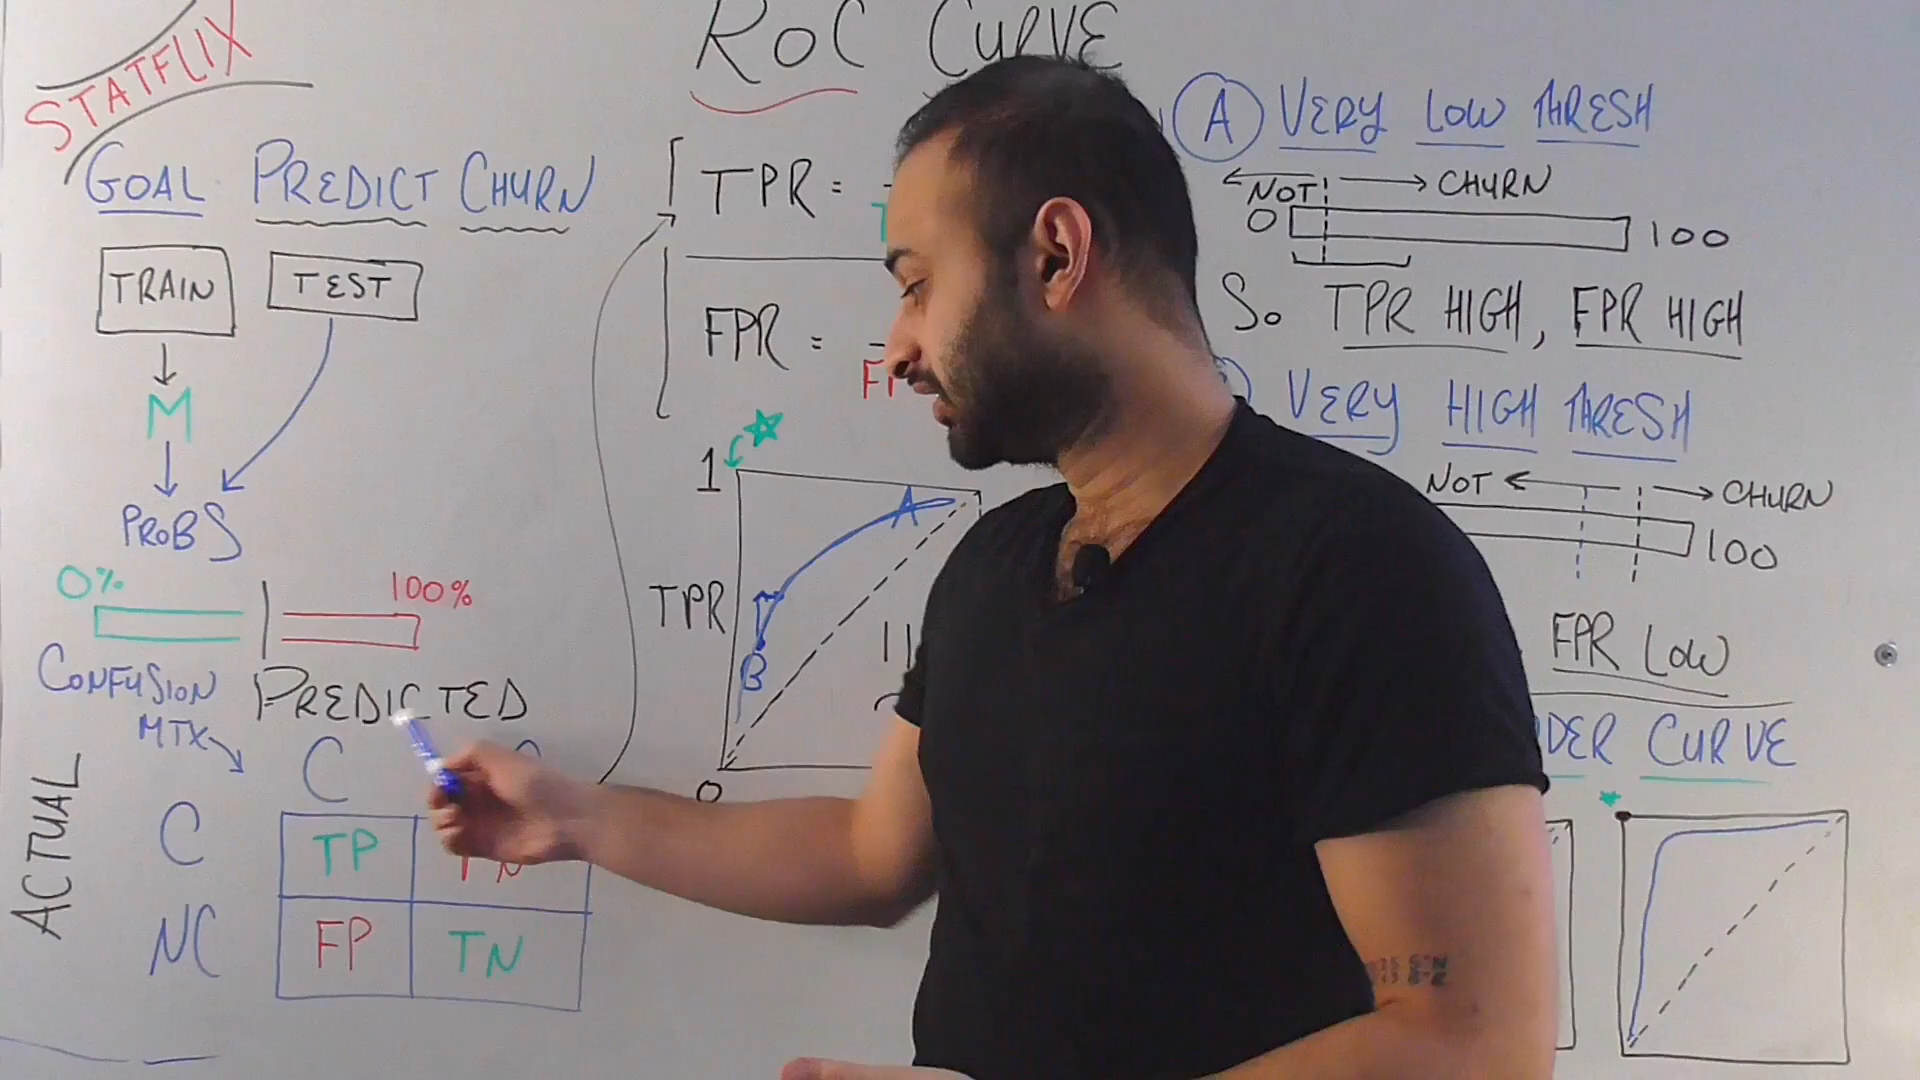 STATFLIX
GOAL: PREDICT CHURN
TRAIN
TEST
M
PROBS
0% 100%
CONFUSION
MTX
PREDICTED
C
ACTUAL
C
TP
NC
FP TN
ROC CURVE
TPR =
FPR =
1
TPR
A
B
0
A VERY LOW THRESH
NOT CHURN
0 100
SO TPR HIGH, FPR HIGH
VERY HIGH THRESH
NOT CHURN
100
FPR LOW
DER CURVE